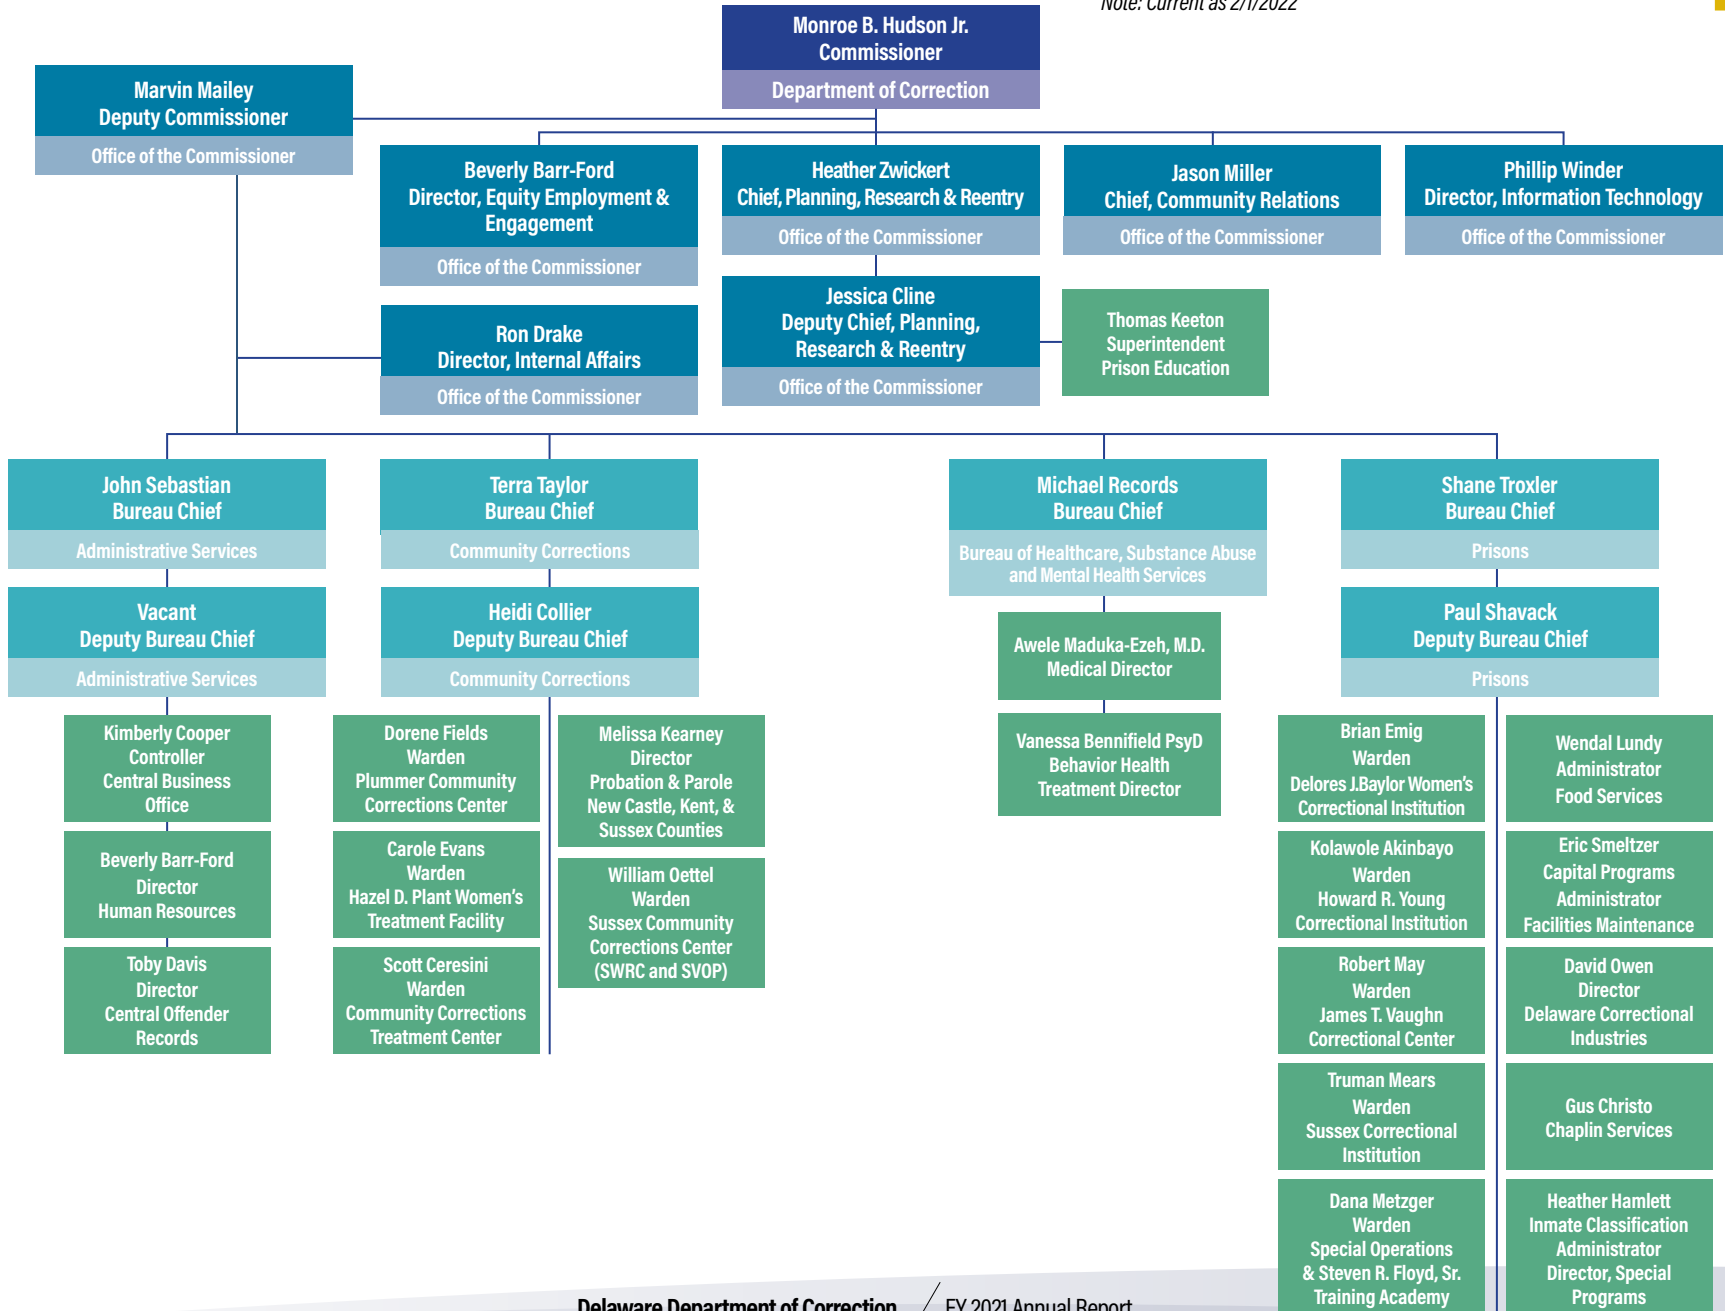 Note: Current as 2/1/2022
Monroe B. Hudson Jr.
Commissioner
Department of Correction
Marvin Mailey
Deputy Commissioner
Office of the Commissioner
Beverly Barr-Ford
Director, Equity Employment &
Engagement
Office of the Commissioner
Heather Zwickert
Chief, Planning, Research & Reentry
Office of the Commissioner
Jason Miller
Chief, Community Relations
Office of the Commissioner
Phillip Winder
Director, Information Technology
Office of the Commissioner
Ron Drake
Director, Internal Affairs
Office of the Commissioner
Jessica Cline
Deputy Chief, Planning,
Research & Reentry
Office of the Commissioner
Thomas Keeton
Superintendent
Prison Education
John Sebastian
Bureau Chief
Administrative Services
Terra Taylor
Bureau Chief
Community Corrections
Michael Records
Bureau Chief
Bureau of Healthcare, Substance Abuse
and Mental Health Services
Shane Troxler
Bureau Chief
Prisons
Vacant
Deputy Bureau Chief
Administrative Services
Heidi Collier
Deputy Bureau Chief
Community Corrections
Awele Maduka-Ezeh, M.D.
Medical Director
Vanessa Bennifield PsyD
Behavior Health
Treatment Director
Paul Shavack
Deputy Bureau Chief
Prisons
Kimberly Cooper
Controller
Central Business
Office
Beverly Barr-Ford
Director
Human Resources
Toby Davis
Director
Central Offender
Records
Dorene Fields
Warden
Plummer Community
Corrections Center
Carole Evans
Warden
Hazel D. Plant Women's
Treatment Facility
Scott Ceresini
Warden
Community Corrections
Treatment Center
Melissa Kearney
Director
Probation & Parole
New Castle, Kent, &
Sussex Counties
William Oettel
Warden
Sussex Community
Corrections Center
(SWRC and SVOP)
Brian Emig
Warden
Delores J.Baylor Women's
Correctional Institution
Kolawole Akinbayo
Warden
Howard R. Young
Correctional Institution
Robert May
Warden
James T. Vaughn
Correctional Center
Truman Mears
Warden
Sussex Correctional
Institution
Dana Metzger
Warden
Special Operations
& Steven R. Floyd, Sr.
Training Academy
Wendal Lundy
Administrator
Food Services
Eric Smeltzer
Capital Programs
Administrator
Facilities Maintenance
David Owen
Director
Delaware Correctional
Industries
Gus Christo
Chaplin Services
Heather Hamlett
Inmate Classification
Administrator
Director, Special
Programs
Delaware Department of Correction / FY 2021 Annual Report